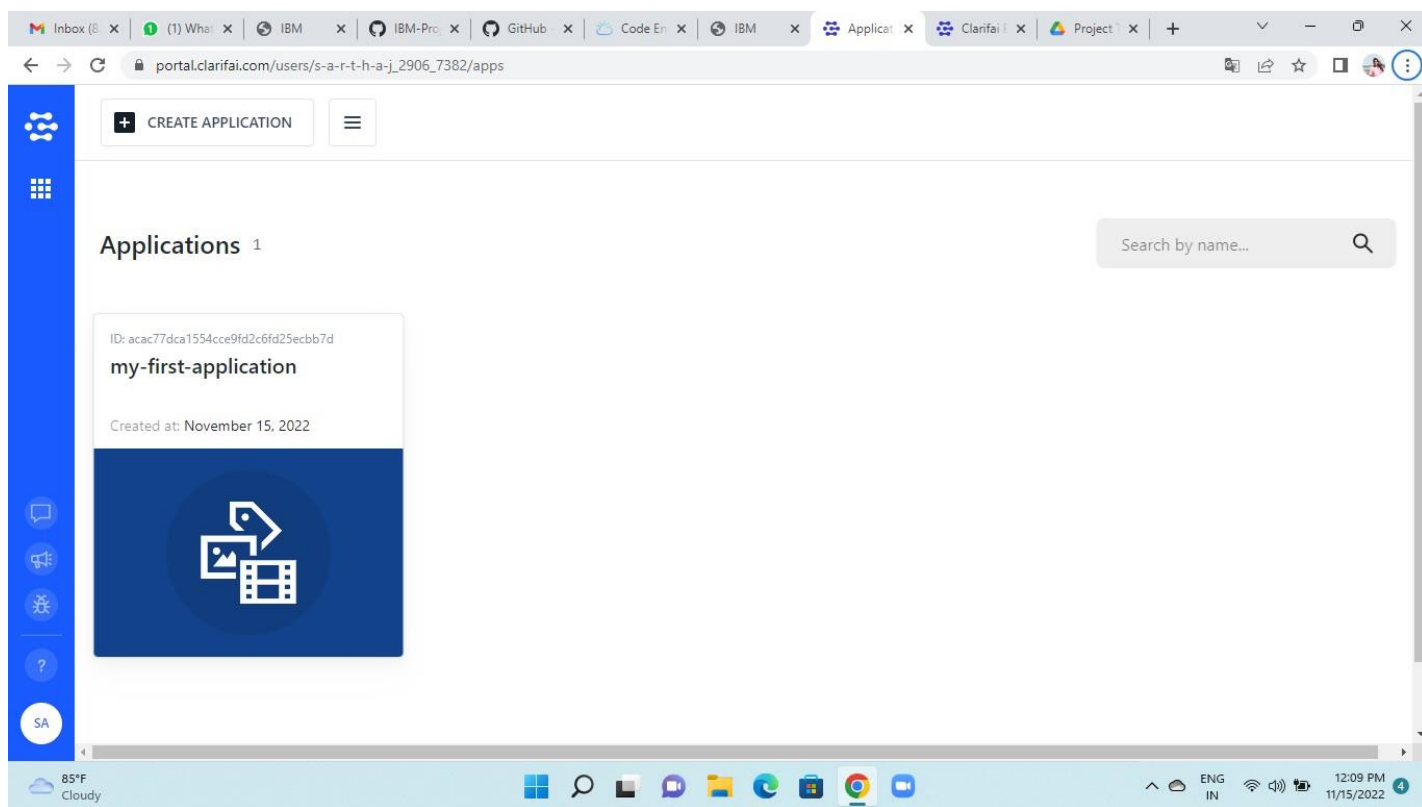 Inbox (8
(1) What
IBM
IBM-Pro
GitHub
Code En
IBM
Applicat
Clarifai
Project
portal.clarifai.com/users/s-a-r-t-h-a-j_2906_7382/apps
CREATE APPLICATION
Applications 1
Search by name...
ID: acac77dca1554cce9fd2c6fd25ecbb7d
my-first-application
Created at: November 15, 2022
?
SA
85°F
Cloudy
ENG
IN
12:09 PM
11/15/2022
4